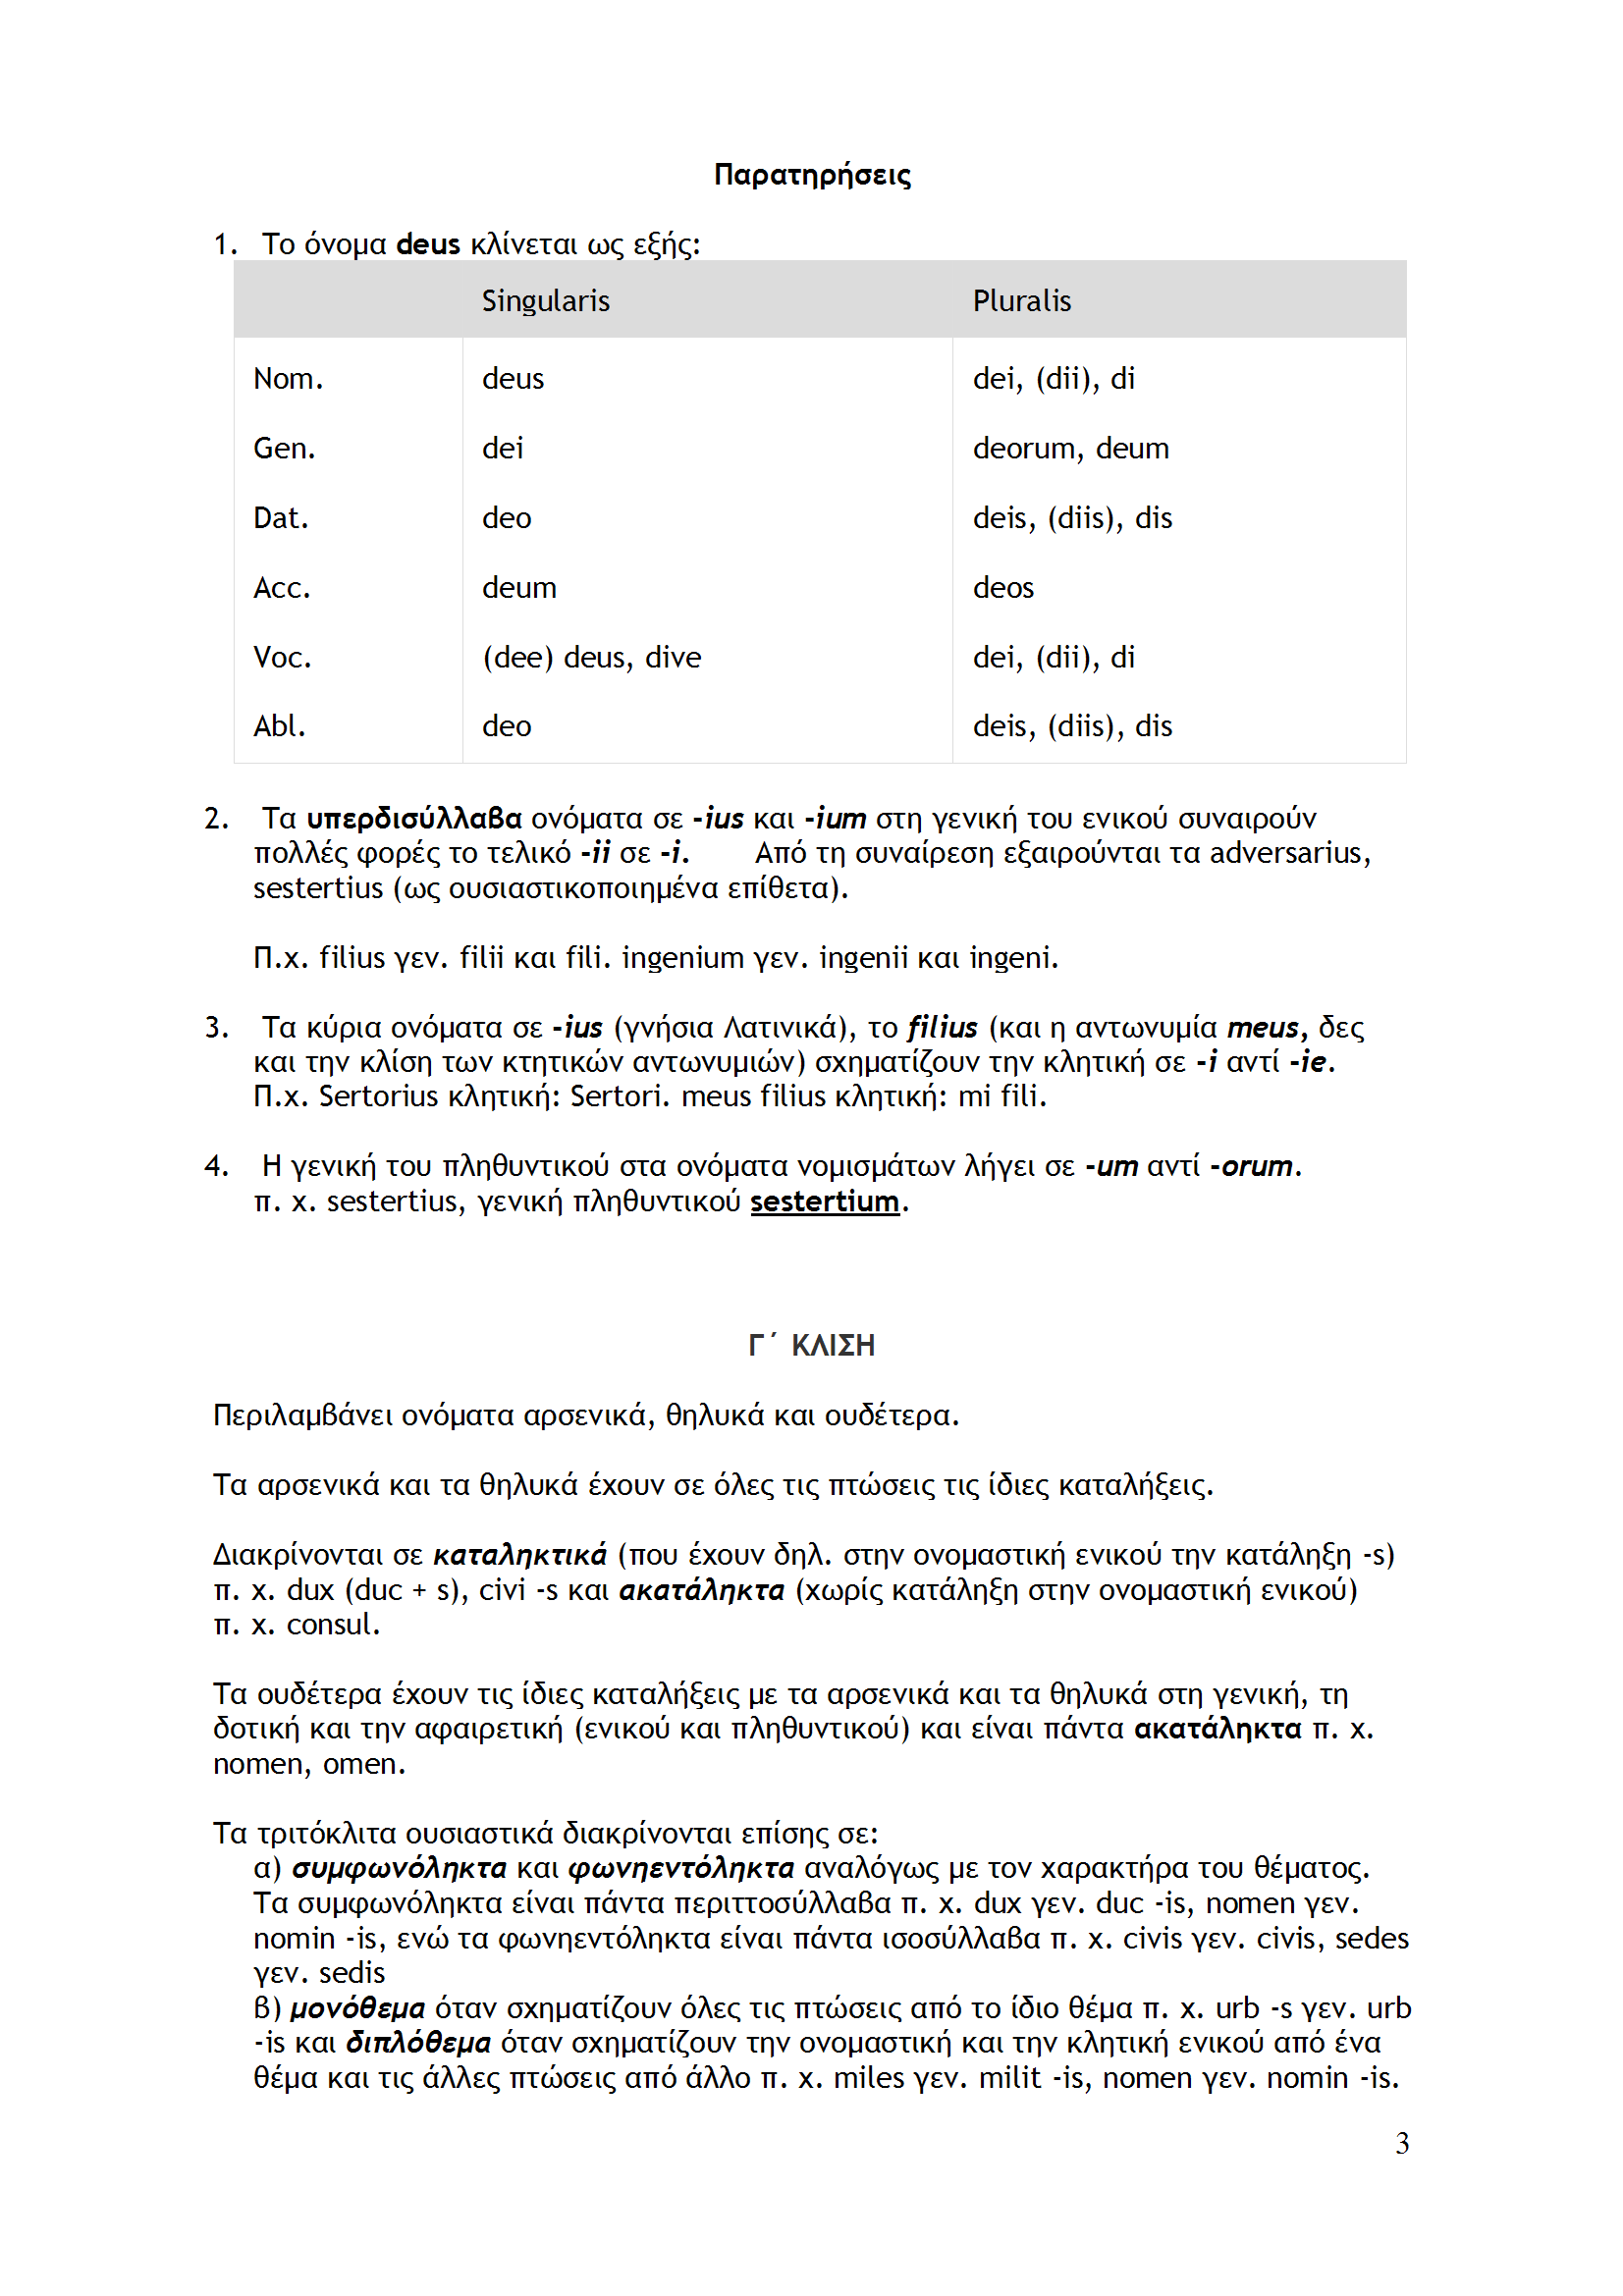 Παρατηρήσεις
1. Το όνομα deus κλίνεται ως εξής:
Singularis Pluralis
Nom. deus dei, (dii), di
Gen. dei deorum, deum
Dat. deo deis, (diis), dis
Acc. deum deos
Voc. (dee) deus, dive dei, (dii), di
Abl. deo deis, (diis), dis
2. Τα υπερδισύλλαβα ονόματα σε -ius και -ium στη γενική του ενικού συναιρούν
πολλές φορές το τελικό -ii σε -i. Από τη συναίρεση εξαιρούνται τα adversarius,
sestertius (ως ουσιαστικοποιημένα επίθετα).
Π.χ. filius γεν. filii και fili. ingenium γεν. ingenii και ingeni.
3. Τα κύρια ονόματα σε -ius (γνήσια Λατινικά), το filius (και η αντωνυμία meus, δες
και την κλίση των κτητικών αντωνυμιών) σχηματίζουν την κλητική σε -i αντί -ie.
Π.χ. Sertorius κλητική: Sertori. meus filius κλητική: mi fili.
4. Η γενική του πληθυντικού στα ονόματα νομισμάτων λήγει σε -um αντί -orum.
π. χ. sestertius, γενική πληθυντικού sestertium.
Γ΄ ΚΛΙΣΗ
Περιλαμβάνει ονόματα αρσενικά, θηλυκά και ουδέτερα.
Τα αρσενικά και τα θηλυκά έχουν σε όλες τις πτώσεις τις ίδιες καταλήξεις.
Διακρίνονται σε καταληκτικά (που έχουν δηλ. στην ονομαστική ενικού την κατάληξη -s)
π. χ. dux (duc + s), civi -s και ακατάληκτα (χωρίς κατάληξη στην ονομαστική ενικού)
π. χ. consul.
Τα ουδέτερα έχουν τις ίδιες καταλήξεις με τα αρσενικά και τα θηλυκά στη γενική, τη
δοτική και την αφαιρετική (ενικού και πληθυντικού) και είναι πάντα ακατάληκτα π. χ.
nomen, omen.
Τα τριτόκλιτα ουσιαστικά διακρίνονται επίσης σε:
α) συμφωνόληκτα και φωνηεντόληκτα αναλόγως με τον χαρακτήρα του θέματος.
Τα συμφωνόληκτα είναι πάντα περιττοσύλλαβα π. χ. dux γεν. duc -is, nomen γεν.
nomin -is, ενώ τα φωνηεντόληκτα είναι πάντα ισοσύλλαβα π. χ. civis γεν. civis, sedes
γεν. sedis
β) μονόθεμα όταν σχηματίζουν όλες τις πτώσεις από το ίδιο θέμα π. χ. urb -s γεν. urb
-is και διπλόθεμα όταν σχηματίζουν την ονομαστική και την κλητική ενικού από ένα
θέμα και τις άλλες πτώσεις από άλλο π. χ. miles γεν. milit -is, nomen γεν. nomin -is.
3